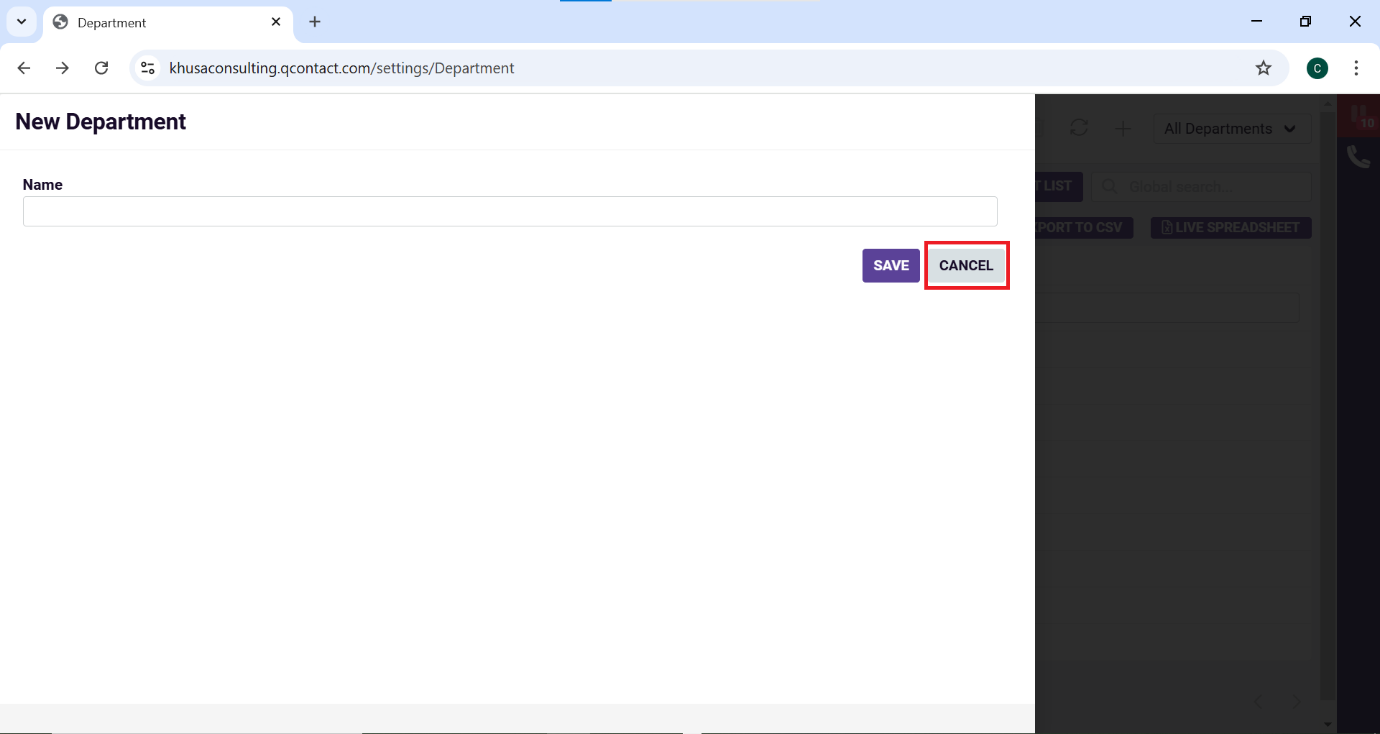 Department
khusaconsulting.qcontact.com/settings/Department
C
New Department
All Departments
10
Name
T LIST
Global search...
PORT TO CSV
LIVE SPREADSHEET
SAVE
CANCEL